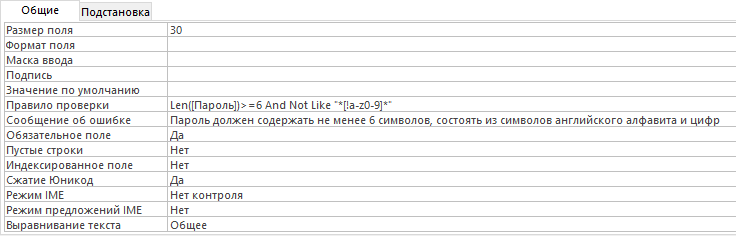 Общие Подстановка
Размер поля 30
Формат поля
Маска ввода
Подпись
Значение по умолчанию
Правило проверки Len([Пароль])>=6 And Not Like "*[!a-z0-9]*"
Сообщение об ошибке Пароль должен содержать не менее 6 символов, состоять из символов английского алфавита и цифр
Обязательное поле Да
Пустые строки Нет
Индексированное поле Нет
Сжатие Юникод Да
Режим IME Нет контроля
Режим предложений IME Нет
Выравнивание текста Общее